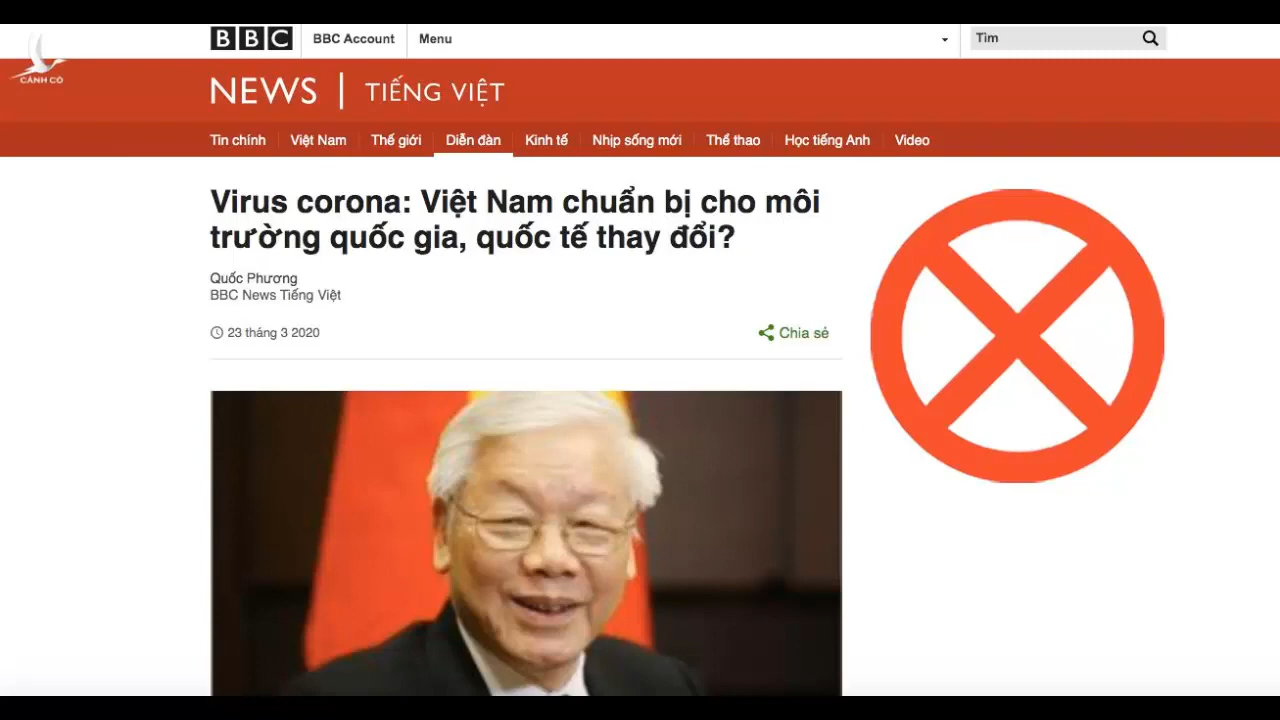 BBC
BBC Account
Menu
Tìm
CÁNH CÒ
NEWS | TIẾNG VIỆT
Tin chính
Việt Nam
Thế giới
Diễn đàn
Kinh tế
Nhịp sống mới
Thể thao
Học tiếng Anh
Video
Virus corona: Việt Nam chuẩn bị cho môi
trường quốc gia, quốc tế thay đổi?
Quốc Phương
BBC News Tiếng Việt
23 tháng 3 2020
Chia sẻ